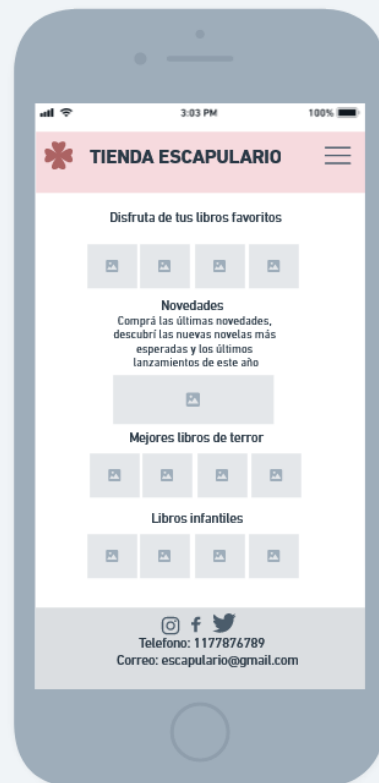 3:03 PM
100%
TIENDA ESCAPULARIO
Disfruta de tus libros favoritos
Novedades
Comprá las últimas novedades,
descubrí las nuevas novelas más
esperadas y los últimos
lanzamientos de este año
Mejores libros de terror
Libros infantiles
Telefono: 1177876789
Correo: escapulario@gmail.com